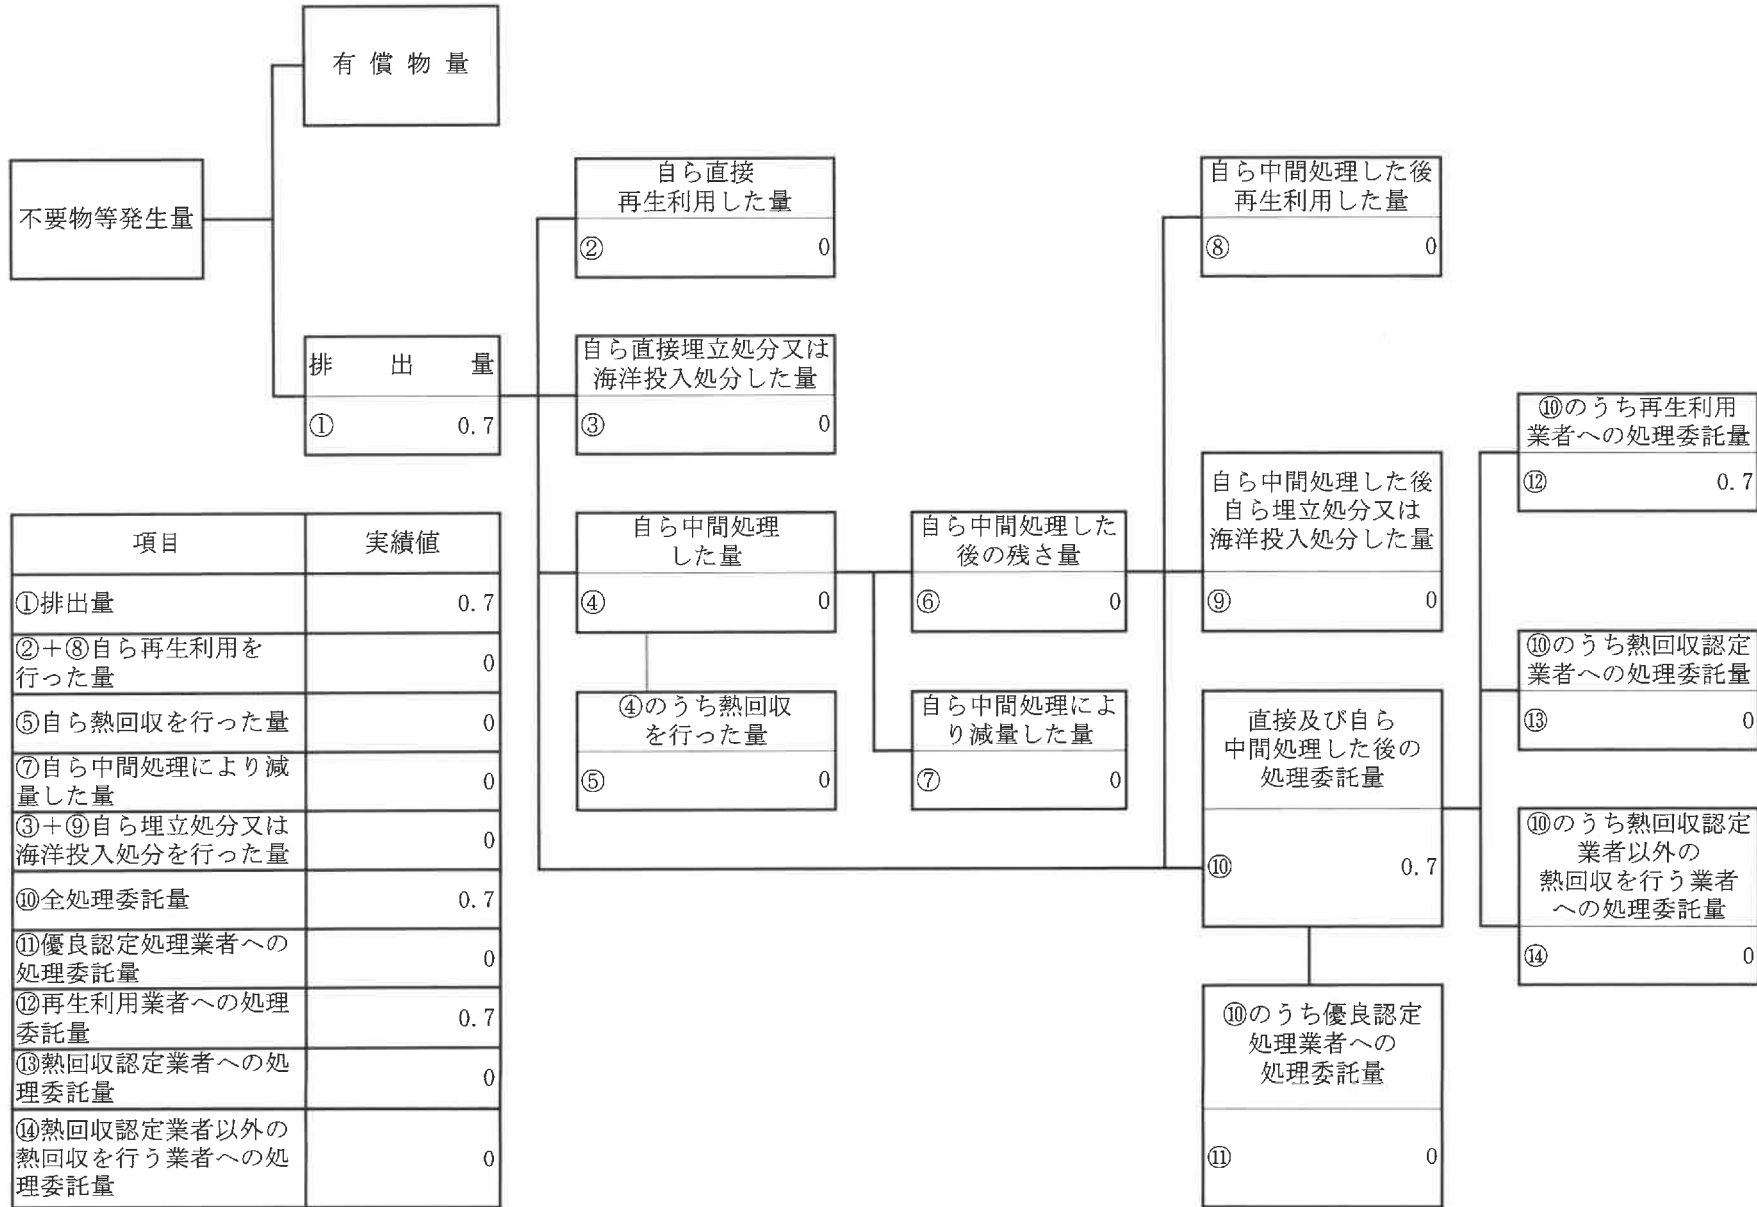 有償物量
不要物等発生量
排出量
① 0.7
自ら直接
再生利用した量
② 0
自ら直接埋立処分又は
海洋投入処分した量
③ 0
自ら中間処理
した量
④ 0
④のうち熱回収
を行った量
⑤ 0
自ら中間処理した
後の残さ量
⑥ 0
自ら中間処理によ
り減量した量
⑦ 0
自ら中間処理した後
再生利用した量
⑧ 0
自ら中間処理した後
自ら埋立処分又は
海洋投入処分した量
⑨ 0
直接及び自ら
中間処理した後の
処理委託量
⑩ 0.7
⑩のうち優良認定
処理業者への
処理委託量
⑪ 0
⑩のうち再生利用
業者への処理委託量
⑫ 0.7
⑩のうち熱回収認定
業者への処理委託量
⑬ 0
⑩のうち熱回収認定
業者以外の
熱回収を行う業者
への処理委託量
⑭ 0
項目 実績値
①排出量 0.7
②+⑧自ら再生利用を
行った量 0
⑤自ら熱回収を行った量 0
⑦自ら中間処理により減
量した量 0
③+⑨自ら埋立処分又は
海洋投入処分を行った量 0
⑩全処理委託量 0.7
⑪優良認定処理業者への
処理委託量 0
⑫再生利用業者への処理
委託量 0.7
⑬熱回収認定業者への処
理委託量 0
⑭熱回収認定業者以外の
熱回収を行う業者への処
理委託量 0